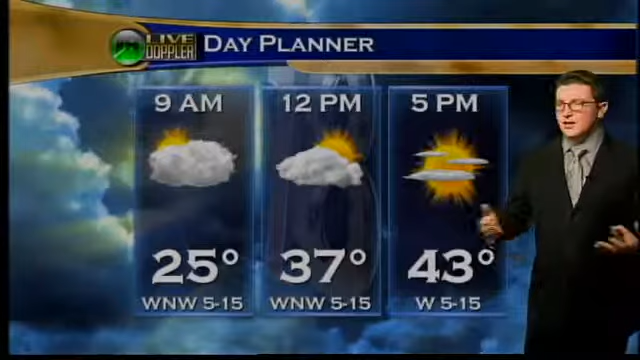 LIVE
DOPPLER
DAY PLANNER
9 AM
12 PM
5 PM
25°
37°
43°
WNW 5-15
WNW 5-15
W 5-15